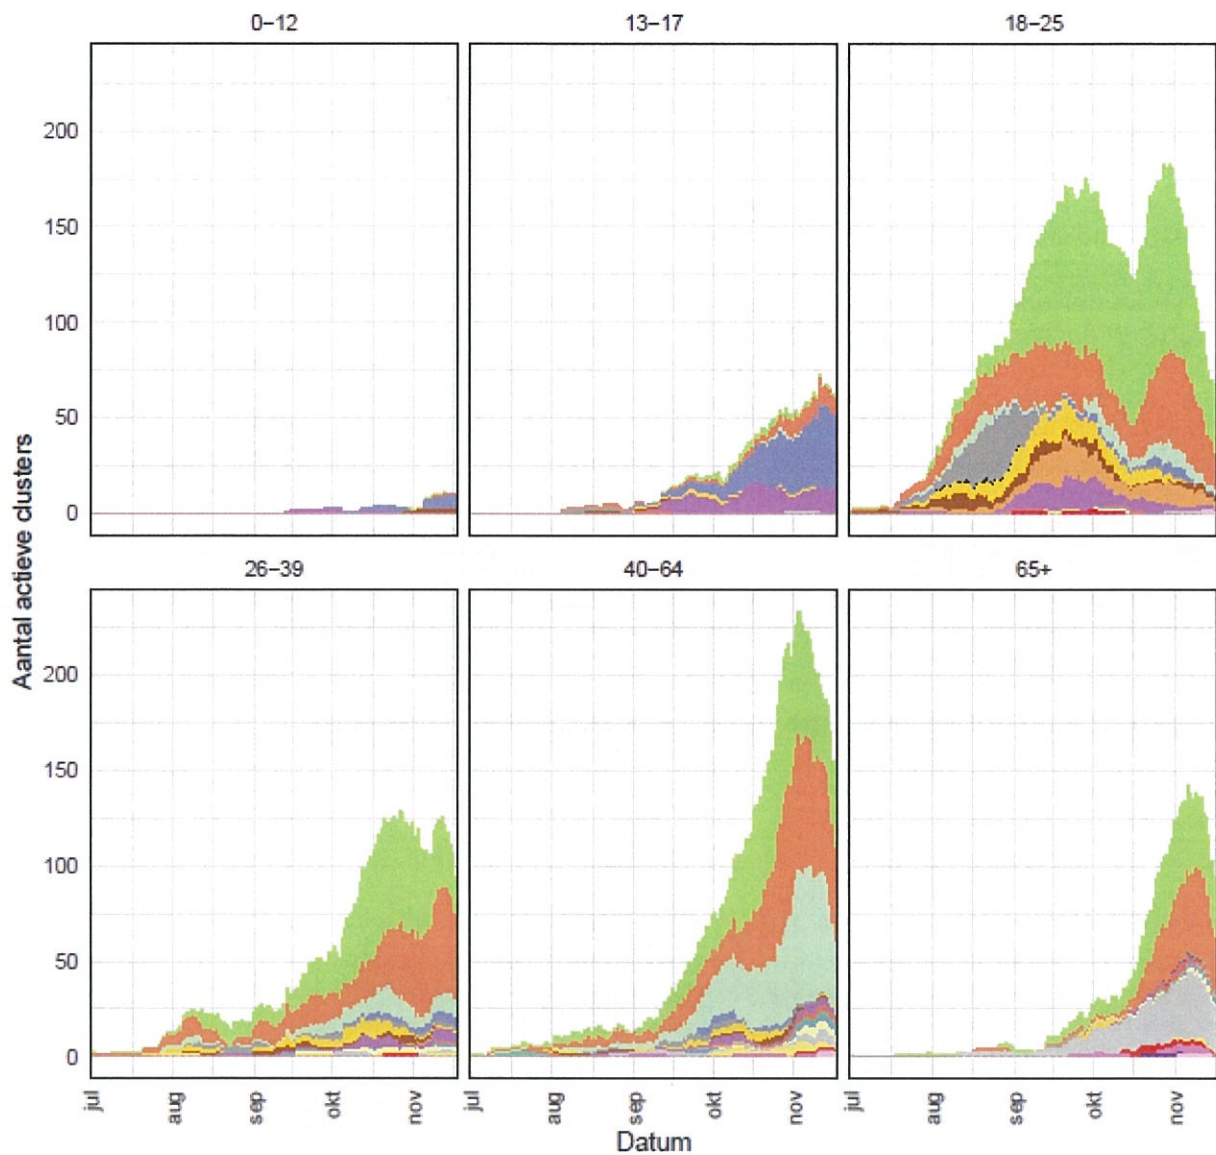 0-12 13-17 18-25
200
150
100
50
0
26-39 40-64 65+
200
150
100
50
0
Aantal actieve clusters
jul aug sep okt nov jul aug sep okt nov jul aug sep okt nov
Datum